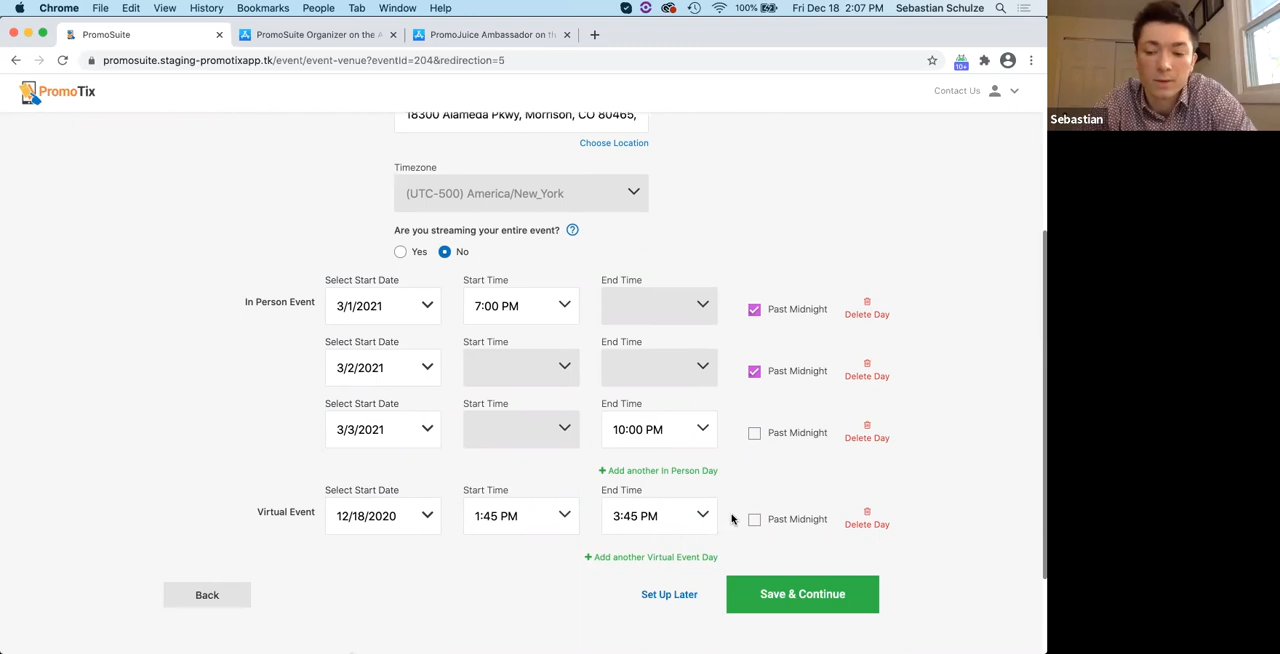 Chrome File Edit View History Bookmarks People Tab Window Help 100% Fri Dec 18 2:07 PM Sebastian Schulze
PromoSuite PromoSuite Organizer on the A PromoJuice Ambassador on th
promosuite.staging-promotixapp.tk/event/event-venue?eventId=204&redirection=5 10+
PromoTix Contact Us
Sebastian
18300 Alameda Pkwy, Morrison, CO 80465,
Choose Location
Timezone
(UTC-500) America/New_York
Are you streaming your entire event? ?
Yes No
Select Start Date Start Time End Time
In Person Event 3/1/2021 7:00 PM Past Midnight Delete Day
Select Start Date Start Time End Time
3/2/2021 Past Midnight Delete Day
Select Start Date Start Time End Time
3/3/2021 10:00 PM Past Midnight Delete Day
+ Add another In Person Day
Select Start Date Start Time End Time
Virtual Event 12/18/2020 1:45 PM 3:45 PM Past Midnight Delete Day
+ Add another Virtual Event Day
Back Set Up Later Save & Continue